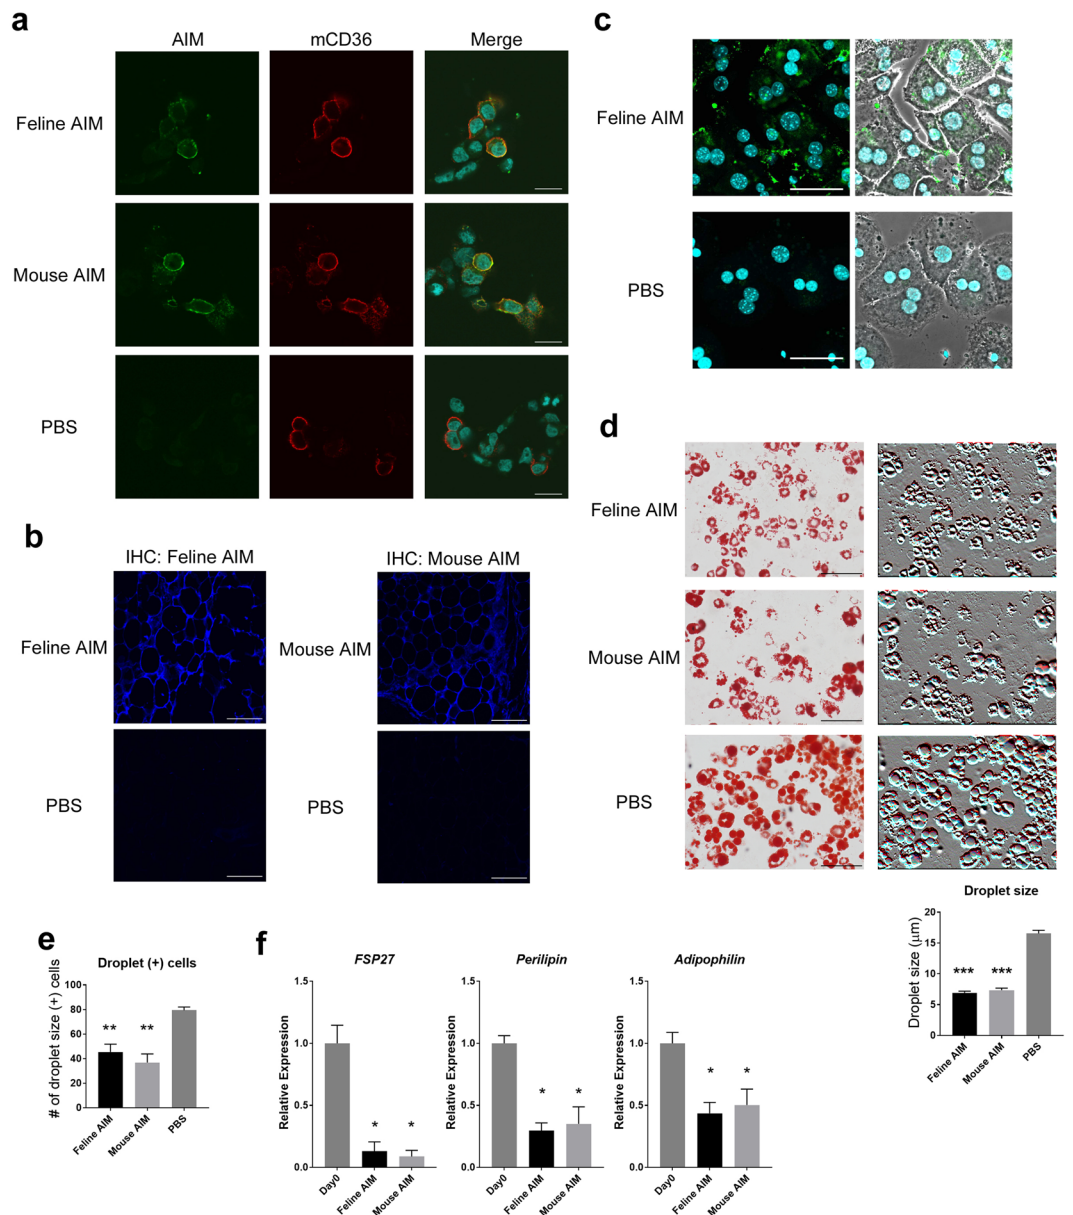 a
AIM
mCD36
Merge
Feline AIM
Mouse AIM
PBS
b
IHC: Feline AIM
IHC: Mouse AIM
Feline AIM
Mouse AIM
PBS
PBS
c
Feline AIM
PBS
d
Feline AIM
Mouse AIM
PBS
Droplet size
Droplet size (μm)
20
15
10
5
0
***
***
Feline AIM
Mouse AIM
PBS
e
Droplet (+) cells
# of droplet size (+) cells
100
80
60
40
20
0
**
**
Feline AIM
Mouse AIM
PBS
f
FSP27
Relative Expression
1.5
1.0
0.5
0.0
*
*
Day0
Feline AIM
Mouse AIM
Perilipin
Relative Expression
1.5
1.0
0.5
0.0
*
*
Day0
Feline AIM
Mouse AIM
Adipophilin
Relative Expression
1.5
1.0
0.5
0.0
*
*
Day0
Feline AIM
Mouse AIM